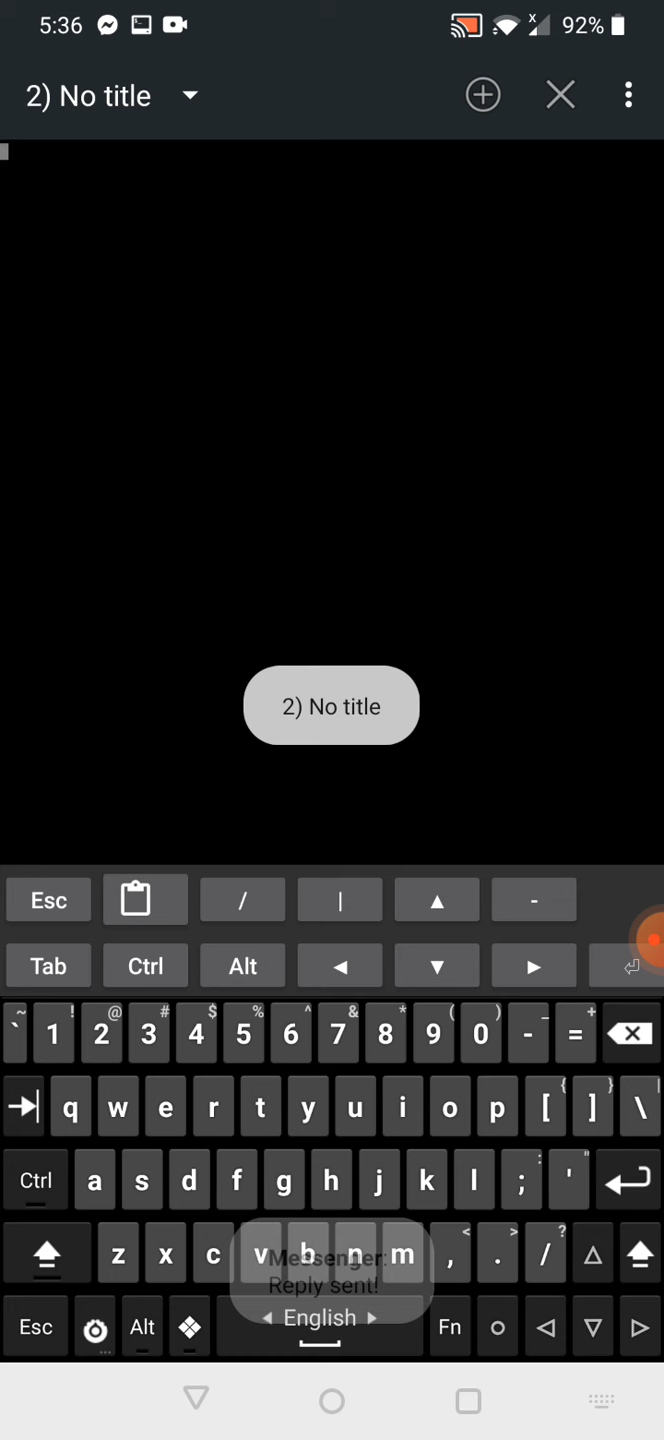 5:36 92%
2) No title
2) No title
Esc / | ▲ -
Tab Ctrl Alt ◄ ▼ ►
~ ! @ # $ % ^ & * ( ) _ +
` 1 2 3 4 5 6 7 8 9 0 - =
{ } |
q w e r t y u i o p [ ] \
: "
Ctrl a s d f g h j k l ; '
< > ?
z x c v b n m , . /
Messenger:
Reply sent!
Esc Alt English Fn